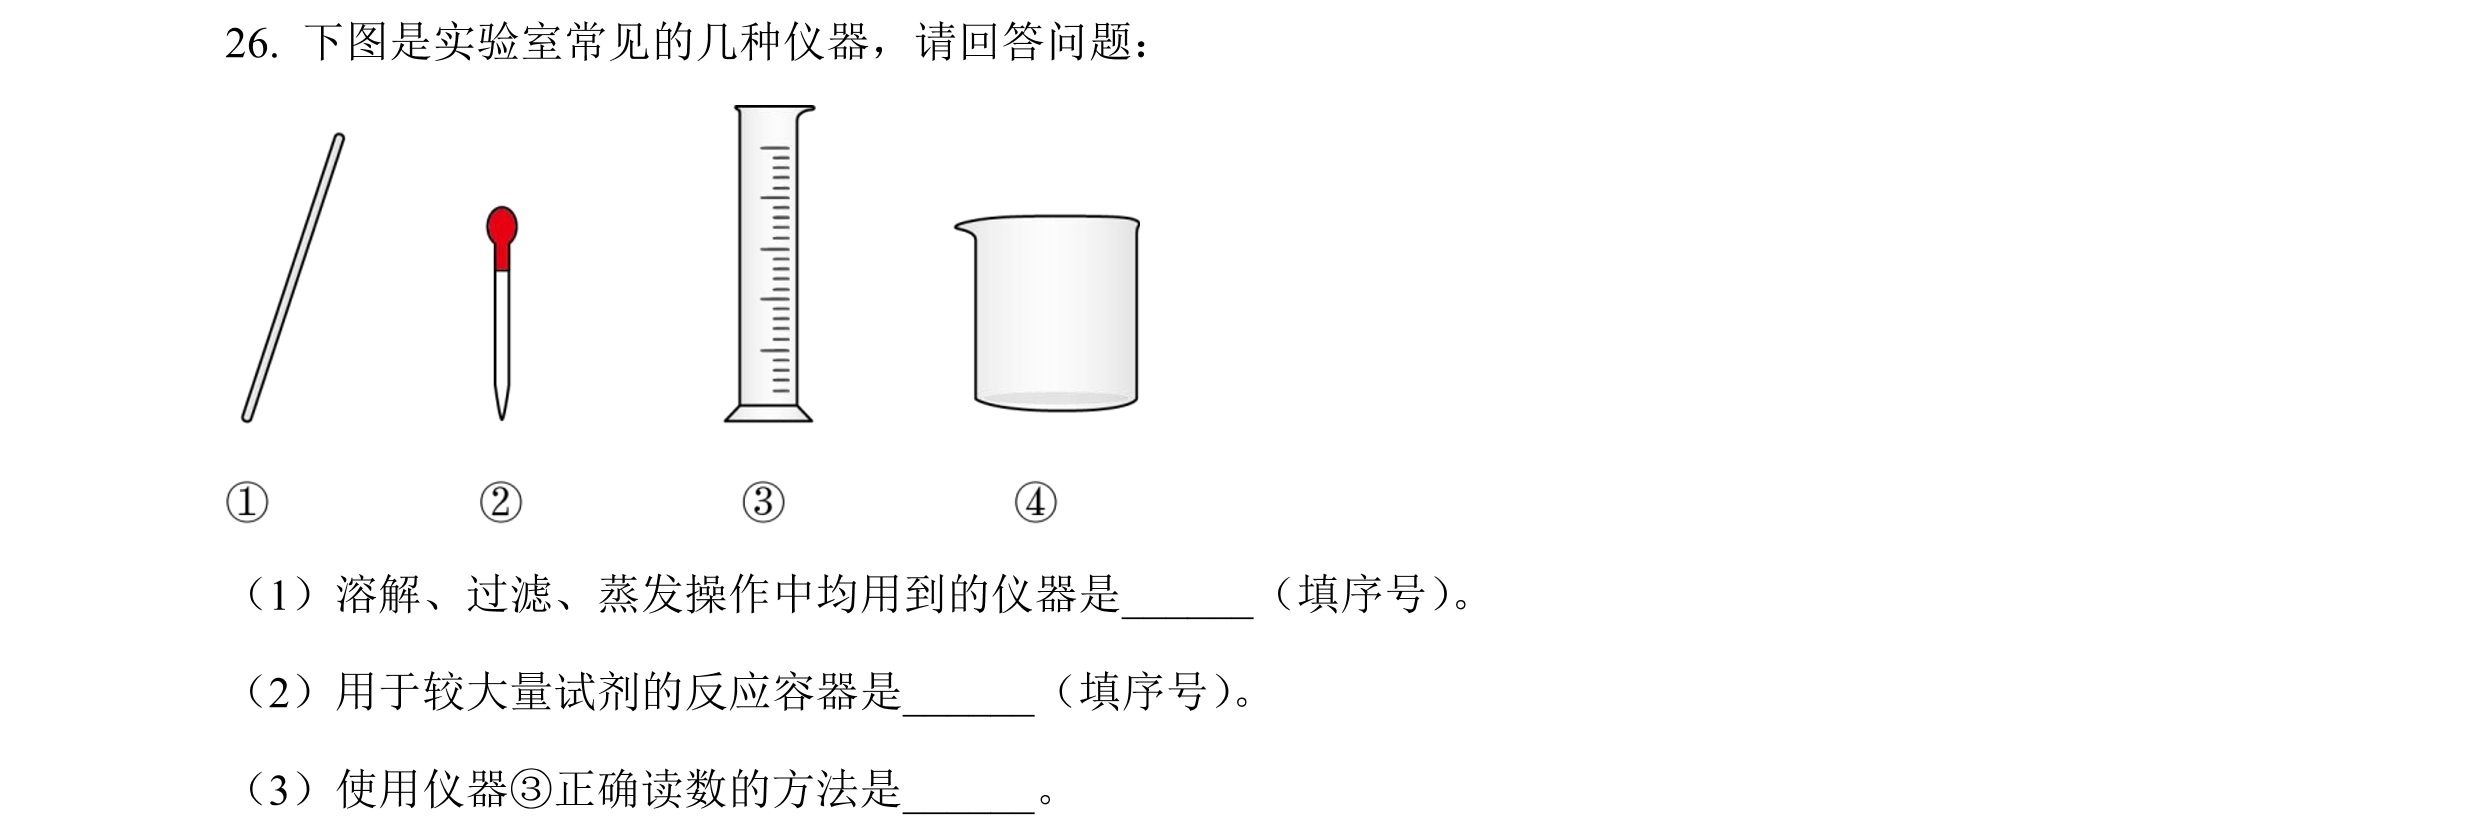 26. 下图是实验室常见的几种仪器，请回答问题：
① ② ③ ④
（1）溶解、过滤、蒸发操作中均用到的仪器是______（填序号）。
（2）用于较大量试剂的反应容器是______（填序号）。
（3）使用仪器③正确读数的方法是______。